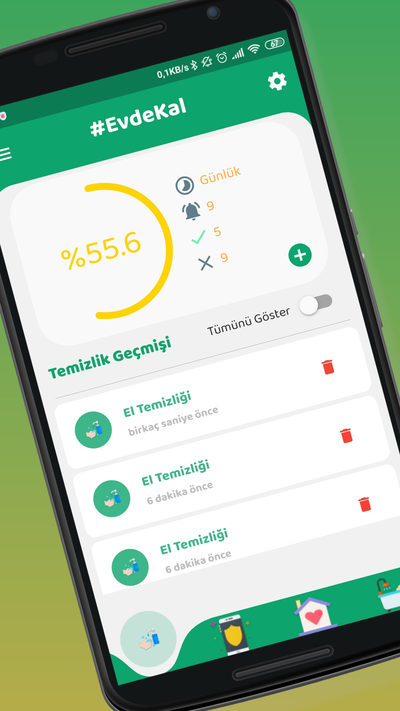 0,1KB/s
67
#EvdeKal
Günlük
9
%55.6
5
9
Tümünü Göster
Temizlik Geçmişi
El Temizliği
birkaç saniye önce
El Temizliği
6 dakika önce
El Temizliği
6 dakika önce